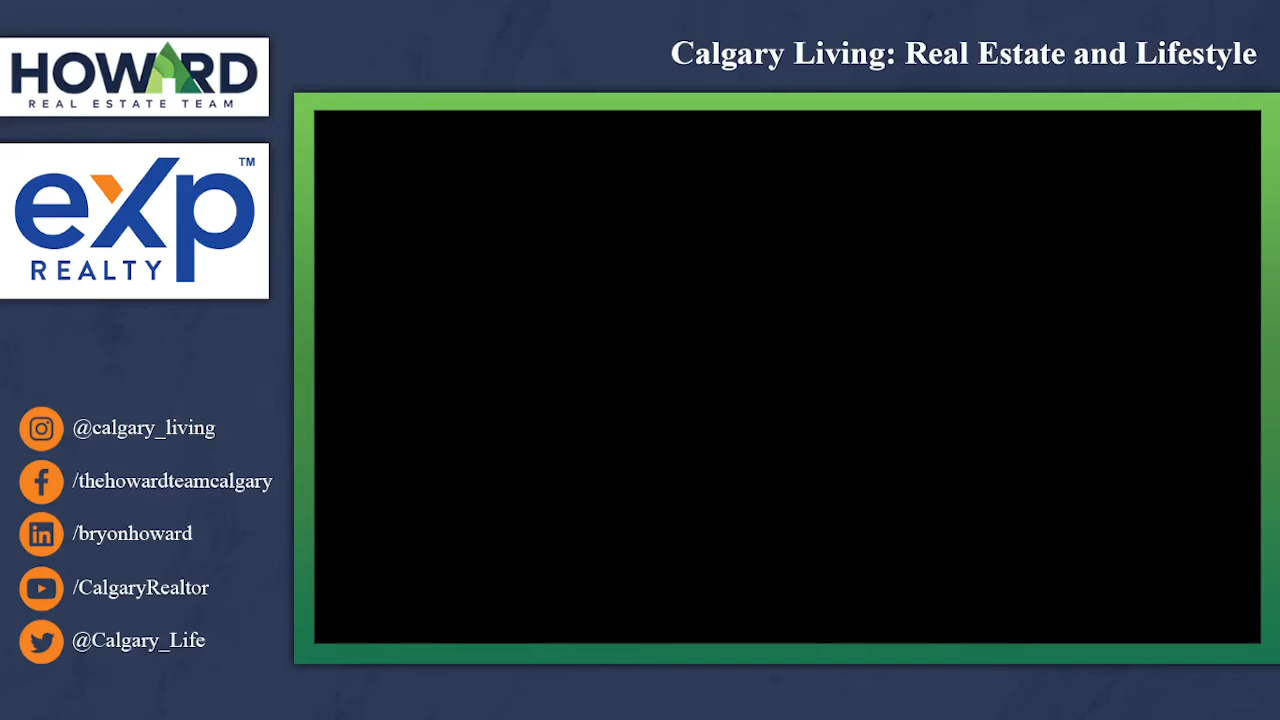 HOWARD
REAL ESTATE TEAM
Calgary Living: Real Estate and Lifestyle
exp™
REALTY
@calgary_living
/thehowardteamcalgary
/bryonhoward
/CalgaryRealtor
@Calgary_Life